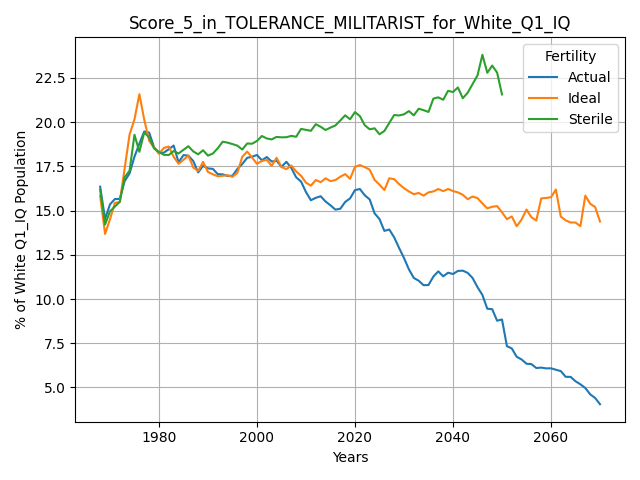 Score_5_in_TOLERANCE_MILITARIST_for_White_Q1_IQ
Fertility
Actual
Ideal
Sterile
% of White Q1_IQ Population
22.5
20.0
17.5
15.0
12.5
10.0
7.5
5.0
1980 2000 2020 2040 2060
Years